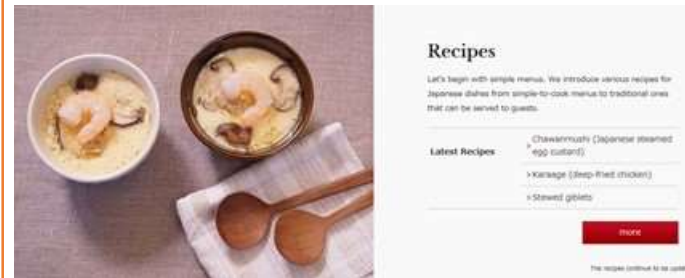 Recipes
Let's begin with simple menus. We introduce various recipes for
Japanese dishes from simple-to-cook menus to traditional ones
that can be served to guests.
Latest Recipes
> Chawanmushi (Japanese steamed
egg custard)
> Karaage (deep-fried chicken)
> Stewed giblets
more
The recipes continue to be